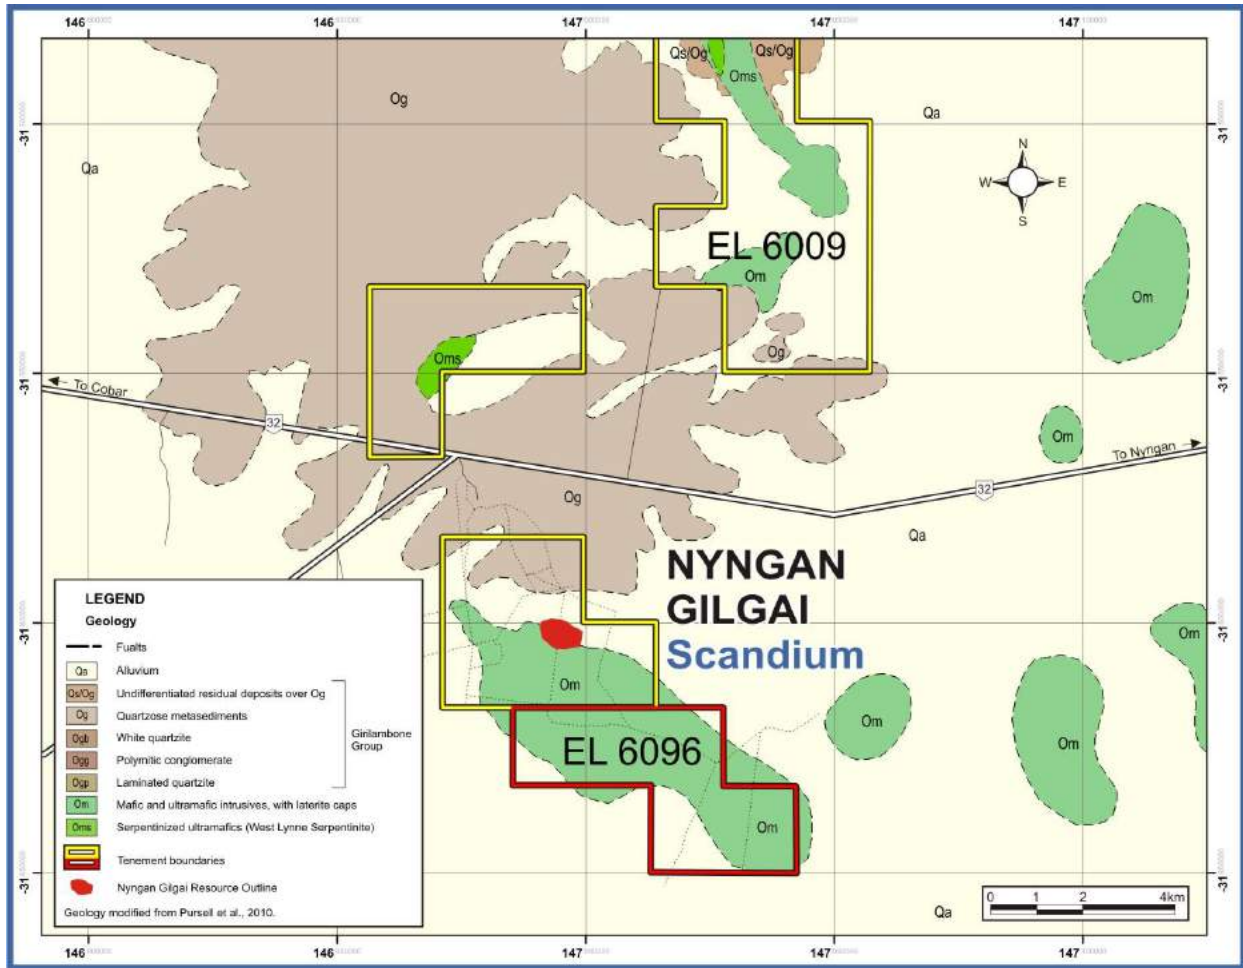 146
146
147
147
147
Qs/Og
Qs/Og
Oms
Og
Qa
-31
-31
Qa
N
W E
S
EL 6009
Om
Om
Og
Oms
-31
-31
To Cobar
32
Om
To Nyngan
32
Og
Qa
NYNGAN
GILGAI
Scandium
-31
-31
Om
Om
Om
Om
EL 6096
Om
-31
-31
Qa
LEGEND
Geology
Fualts
Qa Alluvium
Qs/Og Undifferentiated residual deposits over Og
Og Quartzose metasediments
Ogb White quartzite
Ogg Polymitic conglomerate
Ogp Laminated quartzite
Girilambone
Group
Om Mafic and ultramafic intrusives, with laterite caps
Oms Serpentinized ultramafics (West Lynne Serpentinite)
Tenement boundaries
Nyngan Gilgai Resource Outline
Geology modified from Pursell et al., 2010.
0 1 2 4km
146
146
147
147
147